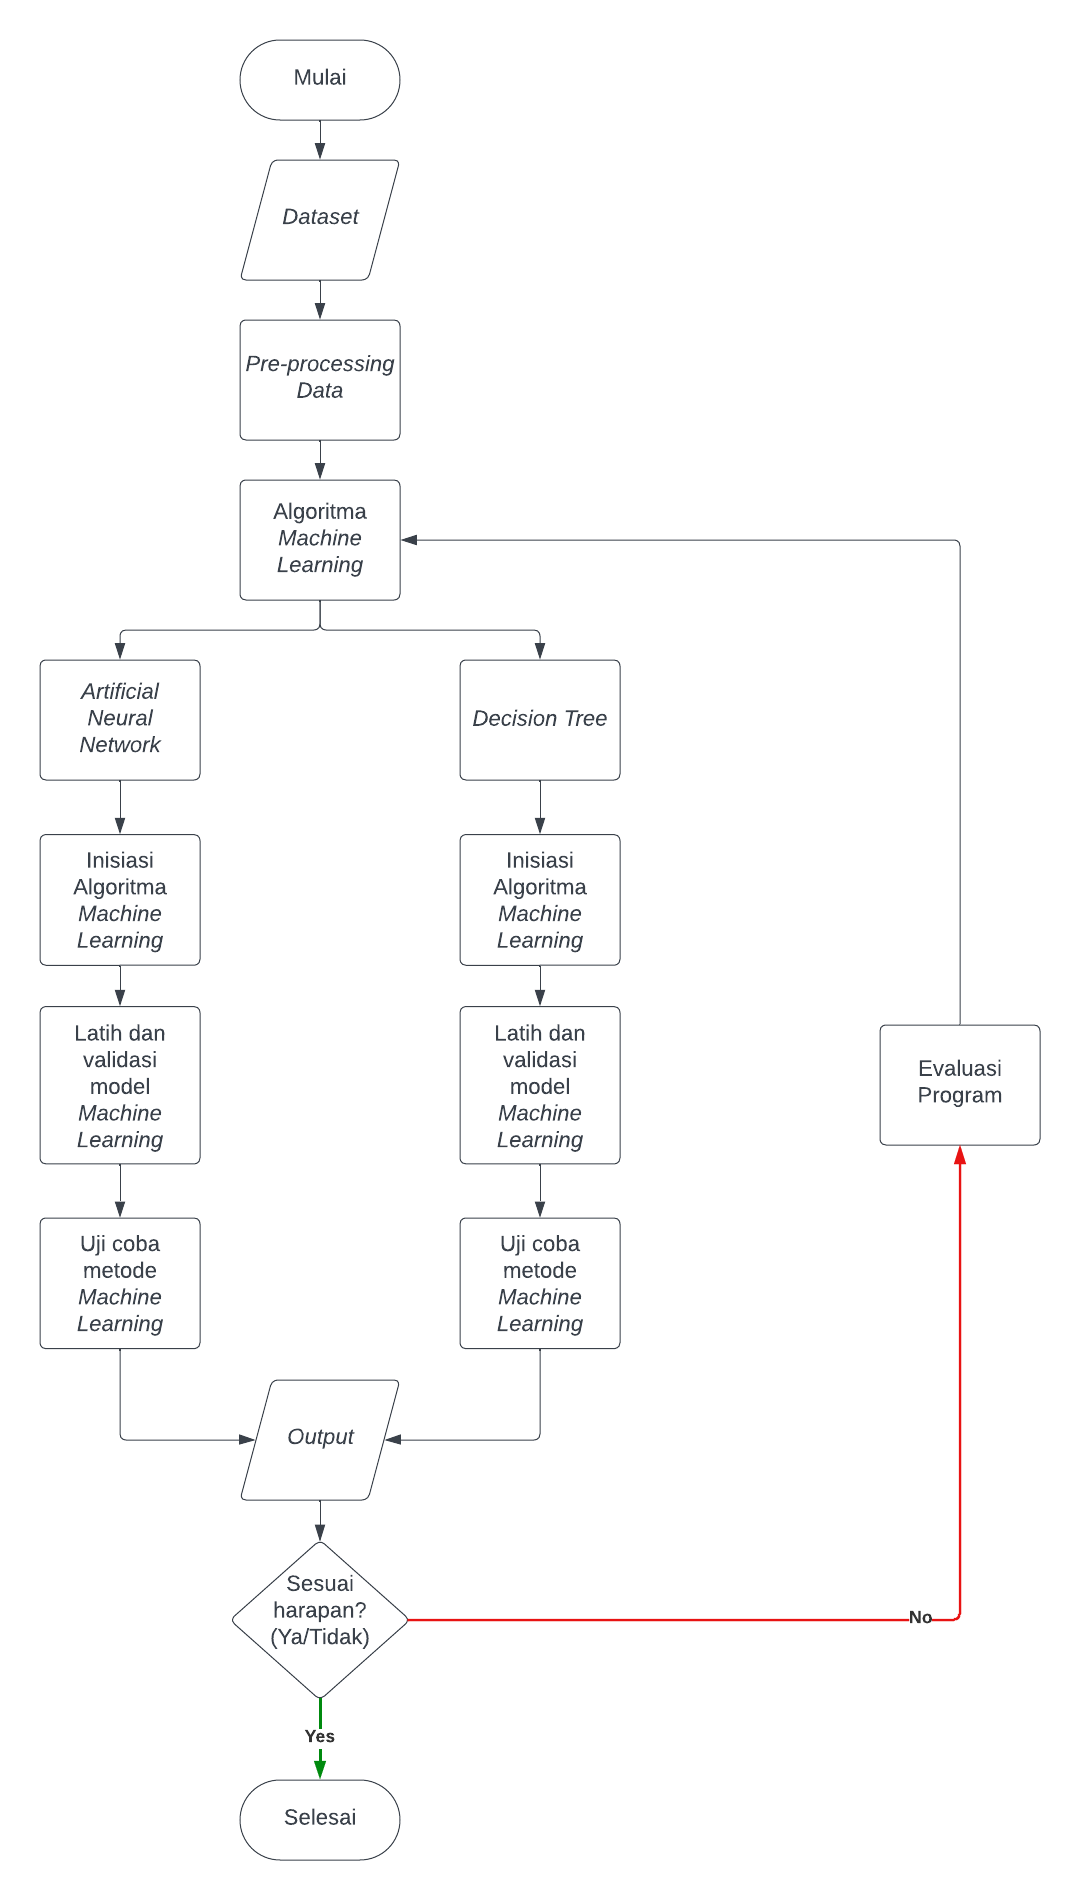 Mulai
Dataset
Pre-processing
Data
Algoritma
Machine
Learning
Artificial
Neural
Network
Decision Tree
Inisiasi
Algoritma
Machine
Learning
Inisiasi
Algoritma
Machine
Learning
Latih dan
validasi
model
Machine
Learning
Latih dan
validasi
model
Machine
Learning
Evaluasi
Program
Uji coba
metode
Machine
Learning
Uji coba
metode
Machine
Learning
Output
Sesuai
harapan?
(Ya/Tidak)
No
Yes
Selesai